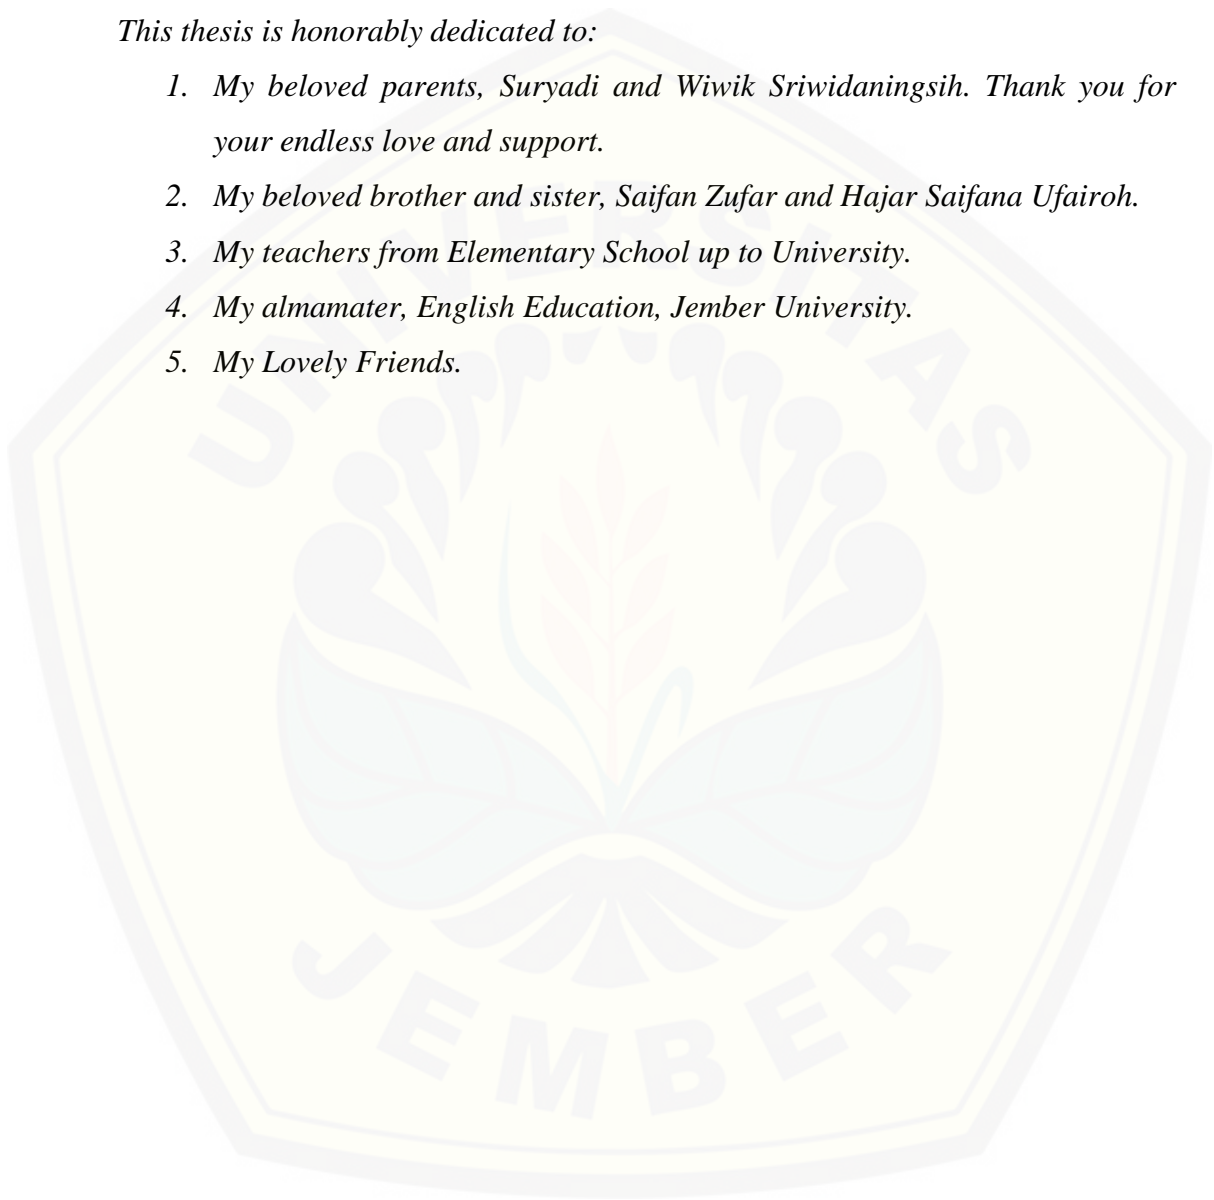 This thesis is honorably dedicated to:
1. My beloved parents, Suryadi and Wiwik Sriwidaningsih. Thank you for
your endless love and support.
2. My beloved brother and sister, Saifan Zufar and Hajar Saifana Ufairoh.
3. My teachers from Elementary School up to University.
4. My almamater, English Education, Jember University.
5. My Lovely Friends.
UNIVERSITAS
JEMBER